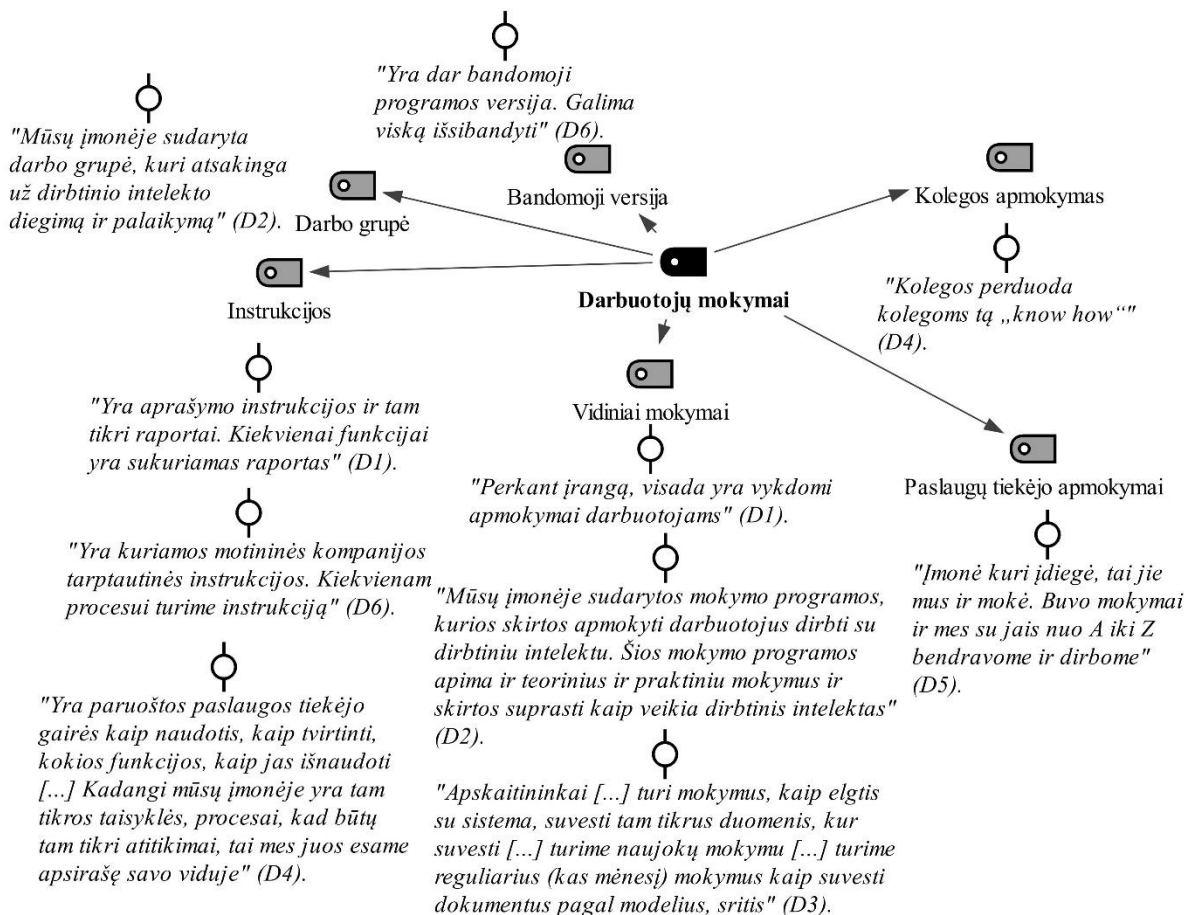 "Yra dar bandomoji
programos versija. Galima
viską išsibandyti" (D6).
Bandomoji versija
"Mūsų įmonėje sudaryta
darbo grupė, kuri atsakinga
už dirbtinio intelekto
diegimą ir palaikymą" (D2).
Darbo grupė
Kolegos apmokymas
"Kolegos perduoda
kolegoms tą „know how“"
(D4).
Darbuotojų mokymai
Instrukcijos
"Yra aprašymo instrukcijos ir tam
tikri raportai. Kiekvienai funkcijai
yra sukuriamas raportas" (D1).
"Yra kuriamos motininės kompanijos
tarptautinės instrukcijos. Kiekvienam
procesui turime instrukciją" (D6).
"Yra paruoštos paslaugos tiekėjo
gairės kaip naudotis, kaip tvirtinti,
kokios funkcijos, kaip jas išnaudoti
[...] Kadangi mūsų įmonėje yra tam
tikros taisyklės, procesai, kad būtų
tam tikri atitikimai, tai mes juos esame
apsirašę savo viduje" (D4).
Vidiniai mokymai
"Perkant įrangą, visada yra vykdomi
apmokymai darbuotojams" (D1).
"Mūsų įmonėje sudarytos mokymo programos,
kurios skirtos apmokyti darbuotojus dirbti su
dirbtiniu intelektu. Šios mokymo programos
apima ir teorinius ir praktiniu mokymus ir
skirtos suprasti kaip veikia dirbtinis intelektas"
(D2).
"Apskaitininkai [...] turi mokymus, kaip elgtis
su sistema, suvesti tam tikrus duomenis, kur
suvesti [...] turime naujokų mokymu [...] turime
reguliarius (kas mėnesį) mokymus kaip suvesti
dokumentus pagal modelius, sritis" (D3).
Paslaugų tiekėjo apmokymai
"Įmonė kuri įdiegė, tai jie
mus ir mokė. Buvo mokymai
ir mes su jais nuo A iki Z
bendravome ir dirbome"
(D5).